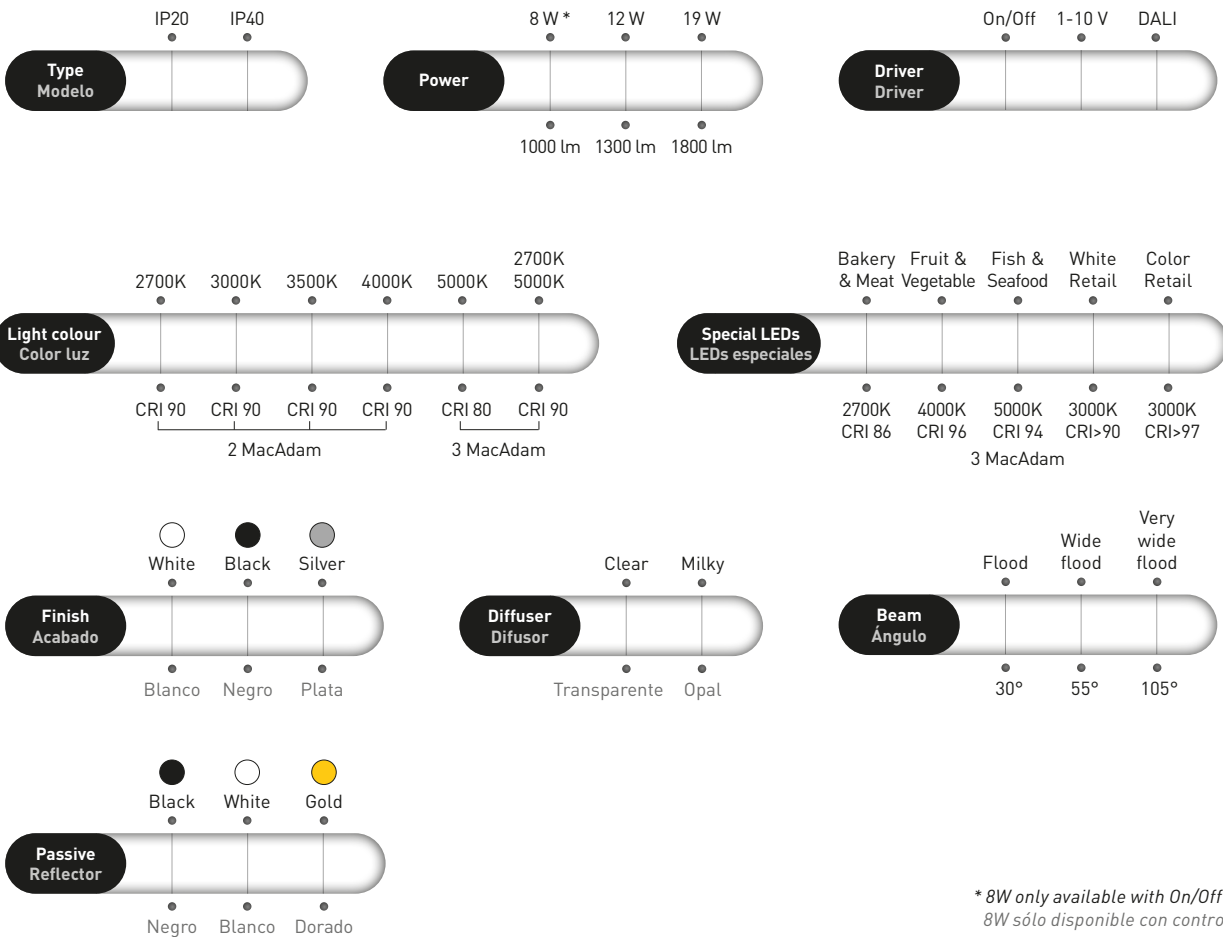 IP20 IP40
Type
Modelo
8 W * 12 W 19 W
Power
1000 lm 1300 lm 1800 lm
On/Off 1-10 V DALI
Driver
Driver
2700K 3000K 3500K 4000K 5000K 2700K
5000K
Light colour
Color luz
CRI 90 CRI 90 CRI 90 CRI 90 CRI 80 CRI 90
2 MacAdam 3 MacAdam
Bakery Fruit & Fish & White Color
& Meat Vegetable Seafood Retail Retail
Special LEDs
LEDs especiales
2700K 4000K 5000K 3000K 3000K
CRI 86 CRI 96 CRI 94 CRI>90 CRI>97
3 MacAdam
White Black Silver
Finish
Acabado
Blanco Negro Plata
Clear Milky
Diffuser
Difusor
Transparente Opal
Very
Wide wide
Flood flood flood
Beam
Ángulo
30° 55° 105°
Black White Gold
Passive
Reflector
Negro Blanco Dorado
* 8W only available with On/Off
8W sólo disponible con contro